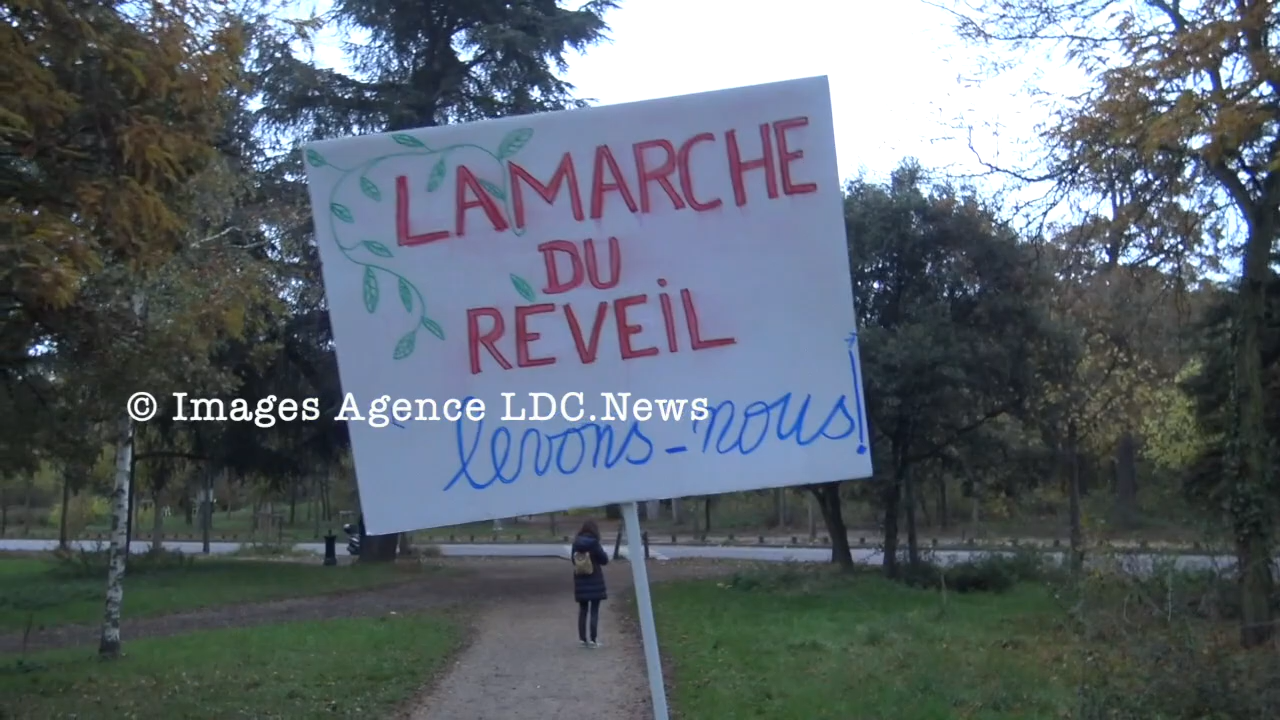 LA MARCHE
DU
REVEiL
© Images Agence LDC.News
levons-nous!